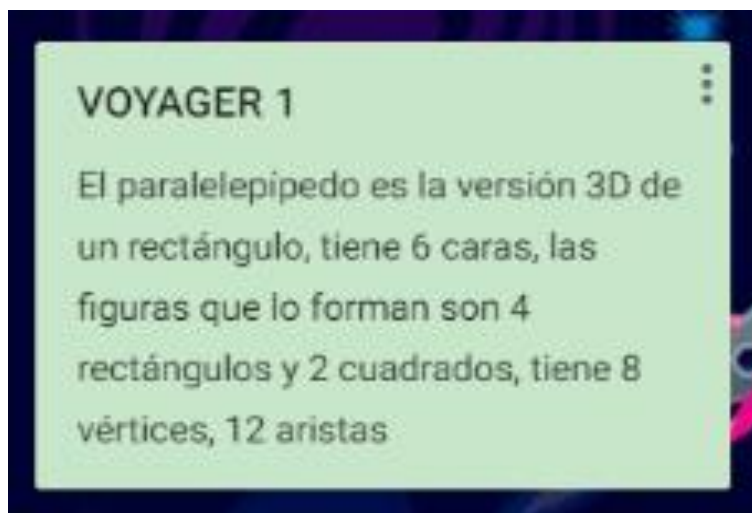 VOYAGER 1
El paralelepípedo es la versión 3D de
un rectángulo, tiene 6 caras, las
figuras que lo forman son 4
rectángulos y 2 cuadrados, tiene 8
vértices, 12 aristas